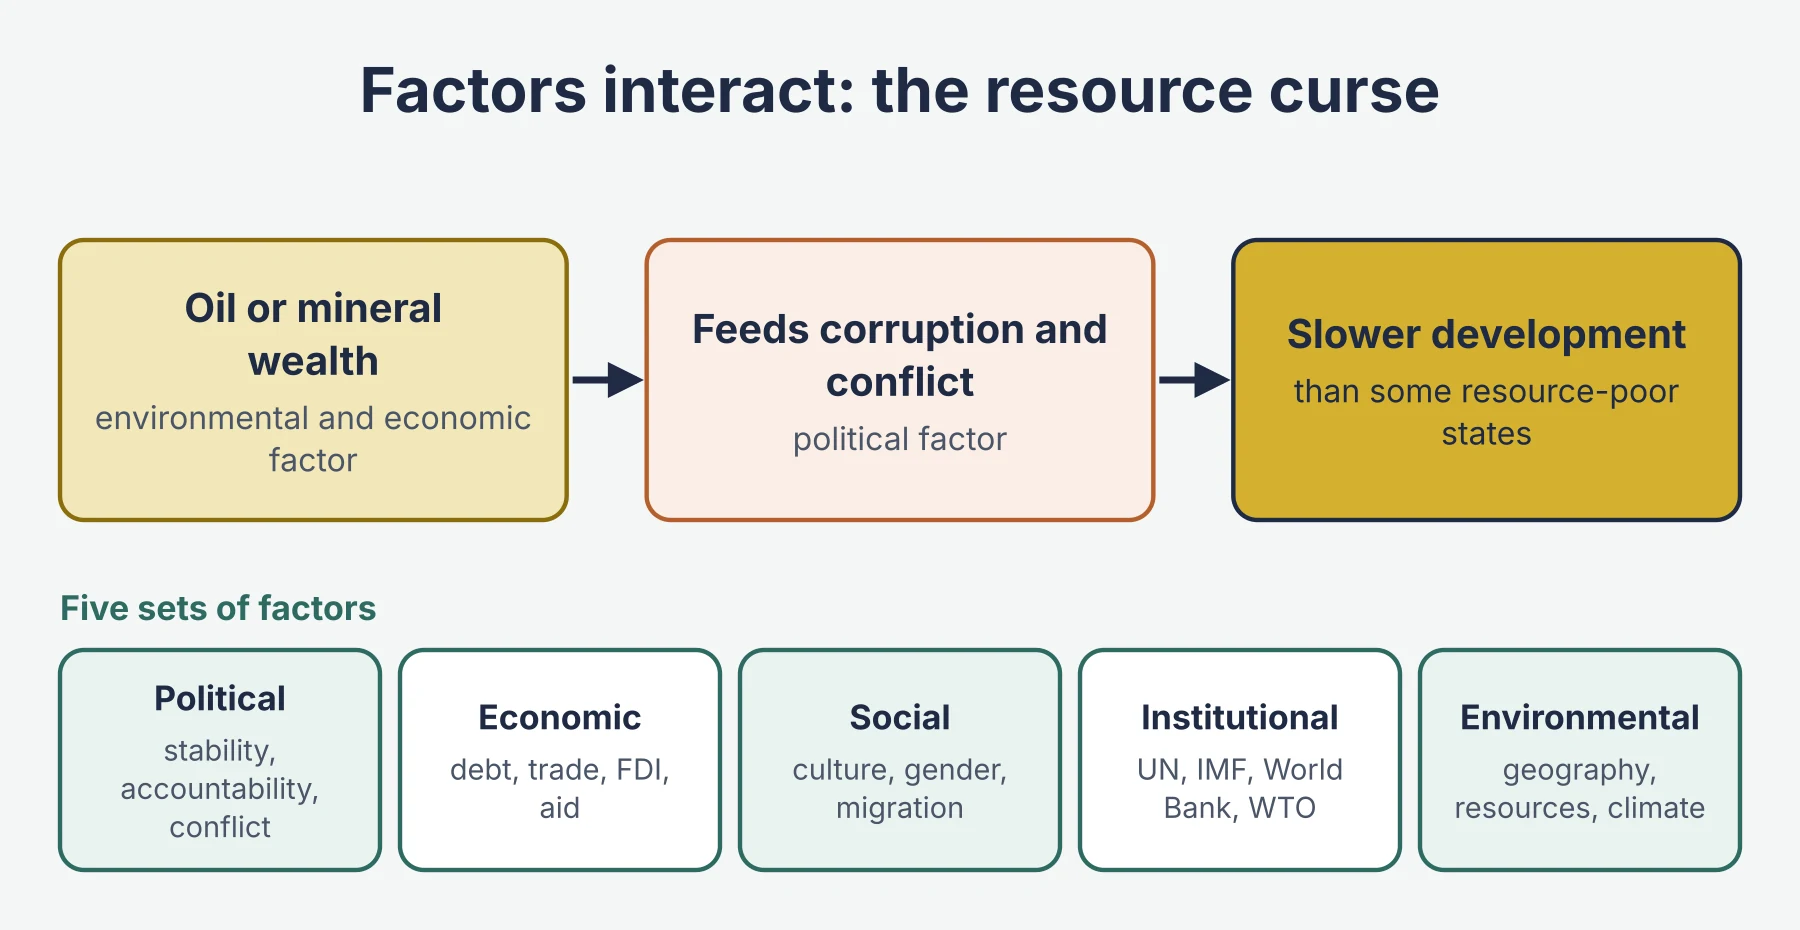 Factors interact: the resource curse
Oil or mineral
wealth
environmental and economic
factor
Feeds corruption and
conflict
political factor
Slower development
than some resource-poor
states
Five sets of factors
Political
stability,
accountability,
conflict
Economic
debt, trade, FDI,
aid
Social
culture, gender,
migration
Institutional
UN, IMF, World
Bank, WTO
Environmental
geography,
resources, climate